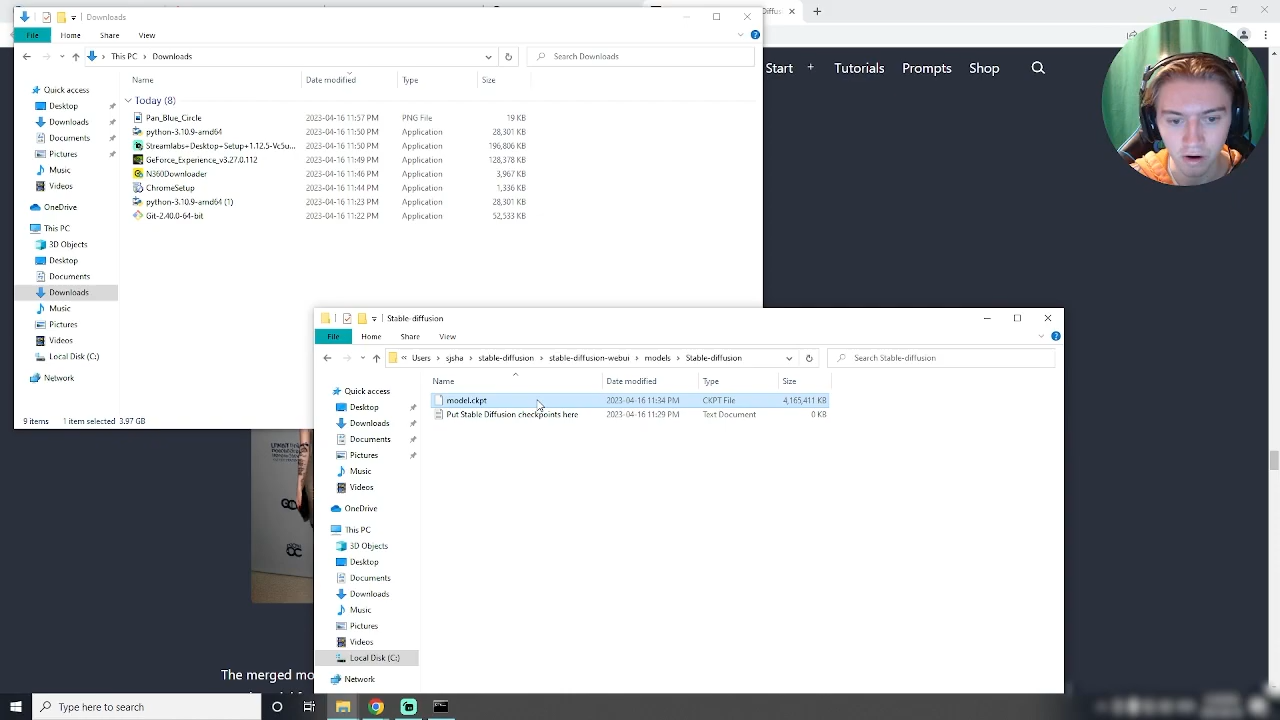 Downloads
Diffus
File
Home
Share
View
This PC
Downloads
Search Downloads
Start
+
Tutorials
Prompts
Shop
Name
Date modified
Type
Size
Today (8)
Pan_Blue_Circle
2023-04-16 11:57 PM
PNG File
19 KB
python-3.10.9-amd64
2023-04-16 11:50 PM
Application
28,301 KB
Streamlabs+Desktop+Setup+1.12.5-Vc5u...
2023-04-16 11:50 PM
Application
196,806 KB
GeForce_Experience_v3.27.0.112
2023-04-16 11:49 PM
Application
128,378 KB
N360Downloader
2023-04-16 11:46 PM
Application
3,967 KB
ChromeSetup
2023-04-16 11:44 PM
Application
1,336 KB
python-3.10.9-amd64 (1)
2023-04-16 11:23 PM
Application
28,301 KB
Git-2.40.0-64-bit
2023-04-16 11:22 PM
Application
52,533 KB
Quick access
Desktop
Downloads
Documents
Pictures
Music
Videos
OneDrive
This PC
3D Objects
Desktop
Documents
Downloads
Music
Pictures
Videos
Local Disk (C:)
Network
9 items
1 item selected 3.97 GB
Stable-diffusion
File
Home
Share
View
« Users
sjsha
stable-diffusion
stable-diffusion-webui
models
Stable-diffusion
Search Stable-diffusion
Name
Date modified
Type
Size
model.ckpt
2023-04-16 11:34 PM
CKPT File
4,165,411 KB
Put Stable Diffusion checkpoints here
2023-04-16 11:29 PM
Text Document
0 KB
Quick access
Desktop
Downloads
Documents
Pictures
Music
Videos
OneDrive
This PC
3D Objects
Desktop
Documents
Downloads
Music
Pictures
Videos
Local Disk (C:)
Network
The merged mo
Type here to search